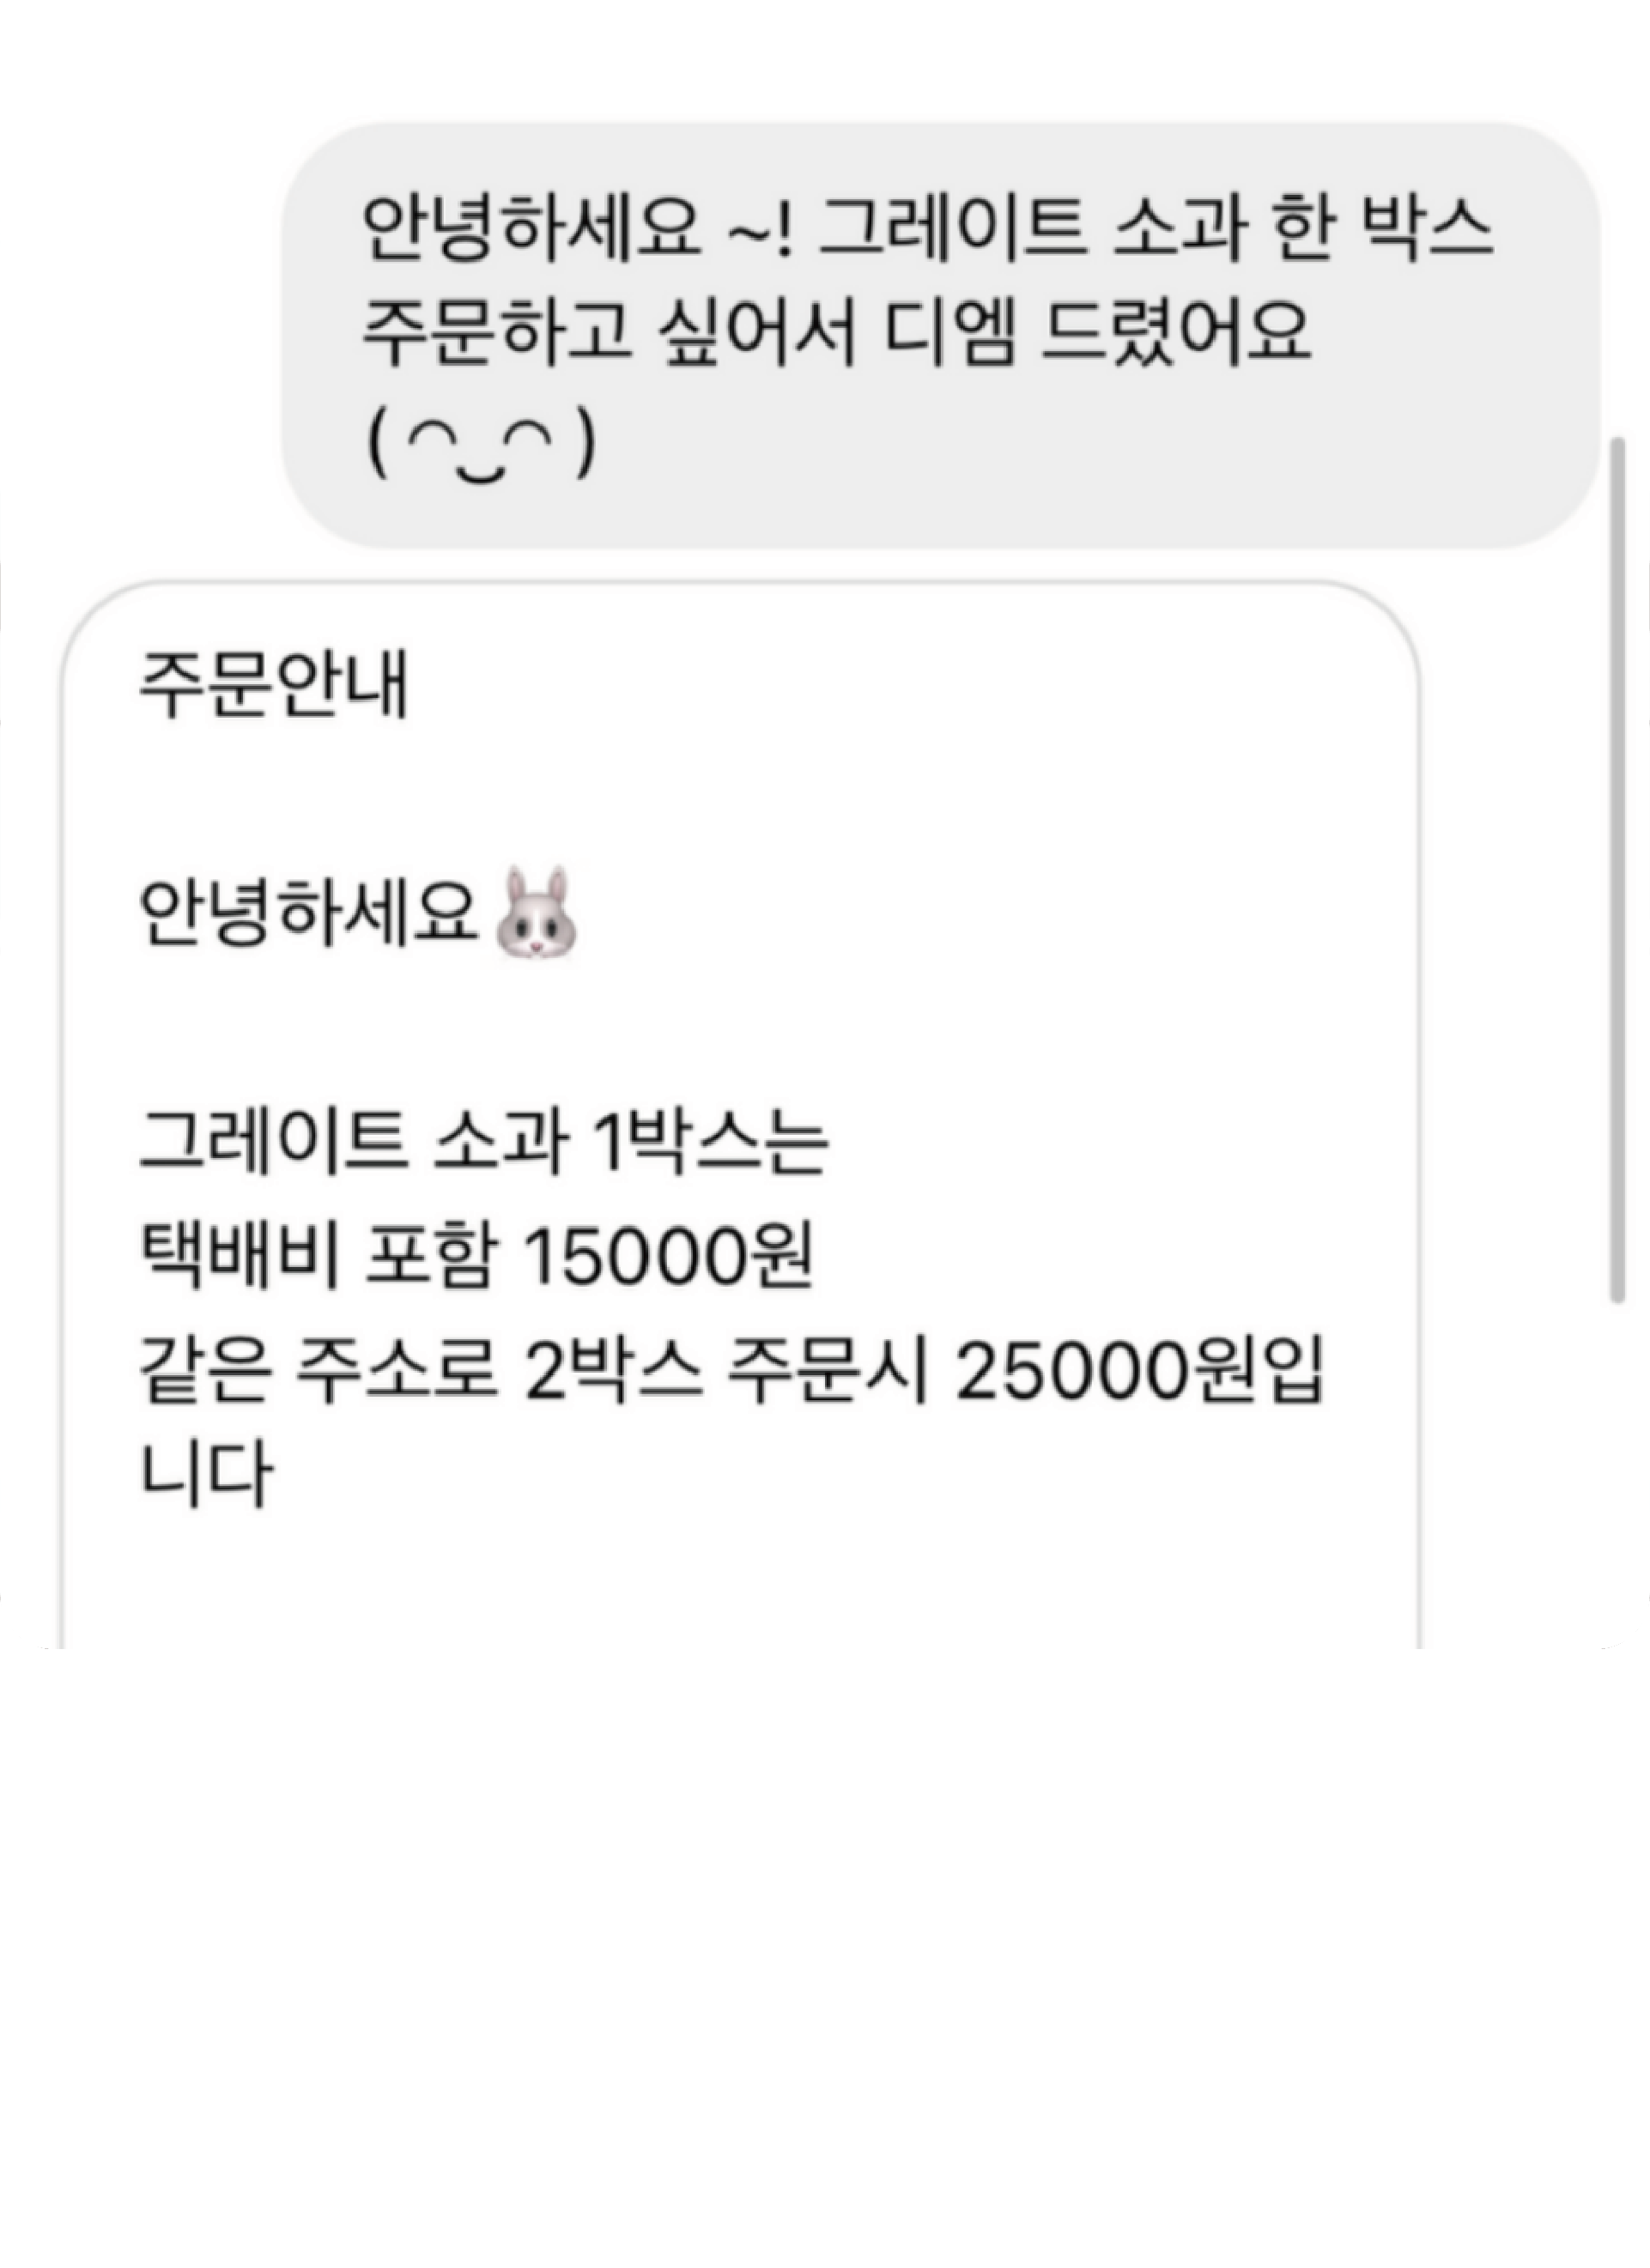 안녕하세요 ~! 그레이트 소과 한 박스
주문하고 싶어서 디엠 드렸어요
( ◠‿◠ )
주문안내
안녕하세요🐰
그레이트 소과 1박스는
택배비 포함 15000원
같은 주소로 2박스 주문시 25000원입
니다